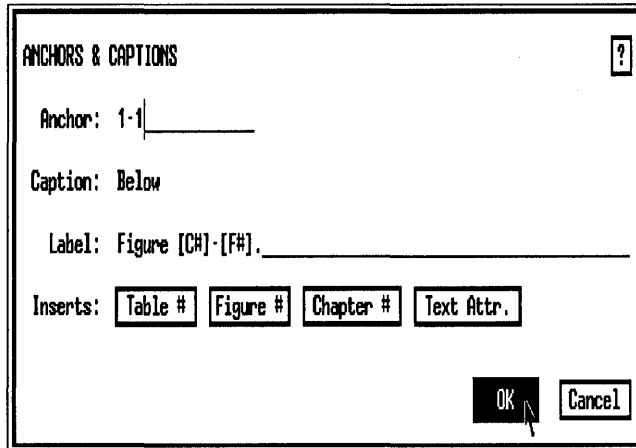 ANCHORS & CAPTIONS ?
Anchor: 1-1
Caption: Below
Label: Figure [C#]-[F#].
Inserts: Table # Figure # Chapter # Text Attr.
OK Cancel